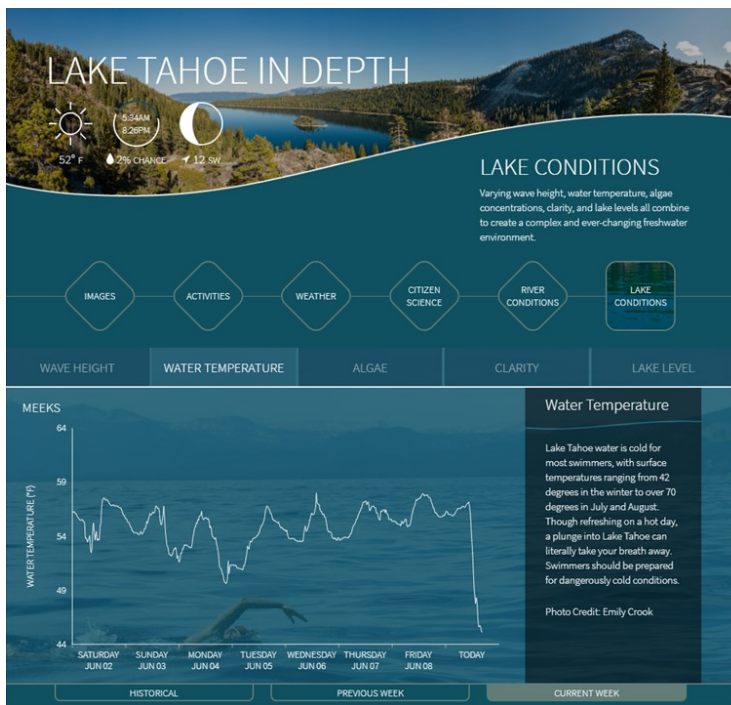 LAKE TAHOE IN DEPTH
5:34AM
8:26PM
52° F
2% CHANCE
12 SW
LAKE CONDITIONS
Varying wave height, water temperature, algae
concentrations, clarity, and lake levels all combine
to create a complex and ever-changing freshwater
environment.
IMAGES
ACTIVITIES
WEATHER
CITIZEN
SCIENCE
RIVER
CONDITIONS
LAKE
CONDITIONS
WAVE HEIGHT
WATER TEMPERATURE
ALGAE
CLARITY
LAKE LEVEL
MEEKS
64
59
54
49
44
WATER TEMPERATURE (°F)
SATURDAY
JUN 02
SUNDAY
JUN 03
MONDAY
JUN 04
TUESDAY
JUN 05
WEDNESDAY
JUN 06
THURSDAY
JUN 07
FRIDAY
JUN 08
TODAY
Water Temperature
Lake Tahoe water is cold for
most swimmers, with surface
temperatures ranging from 42
degrees in the winter to over 70
degrees in July and August.
Though refreshing on a hot day,
a plunge into Lake Tahoe can
literally take your breath away.
Swimmers should be prepared
for dangerously cold conditions.
Photo Credit: Emily Crook
HISTORICAL
PREVIOUS WEEK
CURRENT WEEK